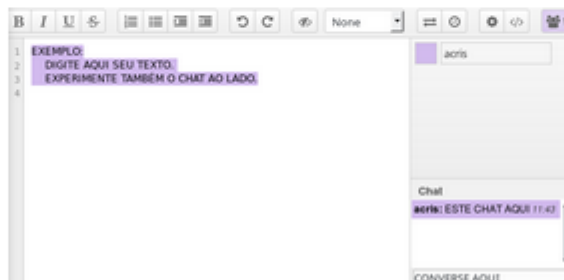 B I U S None
1 EXEMPLO:
2 DIGITE AQUI SEU TEXTO.
3 EXPERIMENTE TAMBÉM O CHAT AO LADO.
4
acris
Chat
acris: ESTE CHAT AQUI 11:43
CONVERSE AQUI